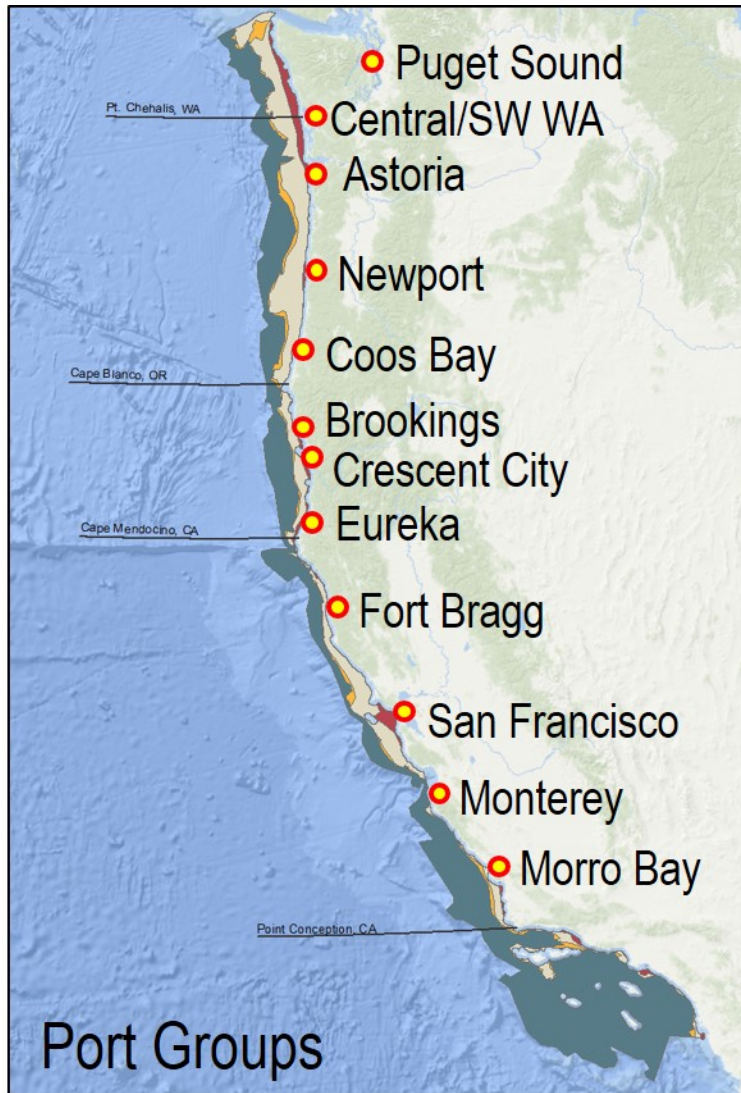 Puget Sound
Pt. Chehalis, WA
Central/SW WA
Astoria
Newport
Coos Bay
Cape Blanco, OR
Brookings
Crescent City
Eureka
Cape Mendocino, CA
Fort Bragg
San Francisco
Monterey
Morro Bay
Point Conception, CA
Port Groups